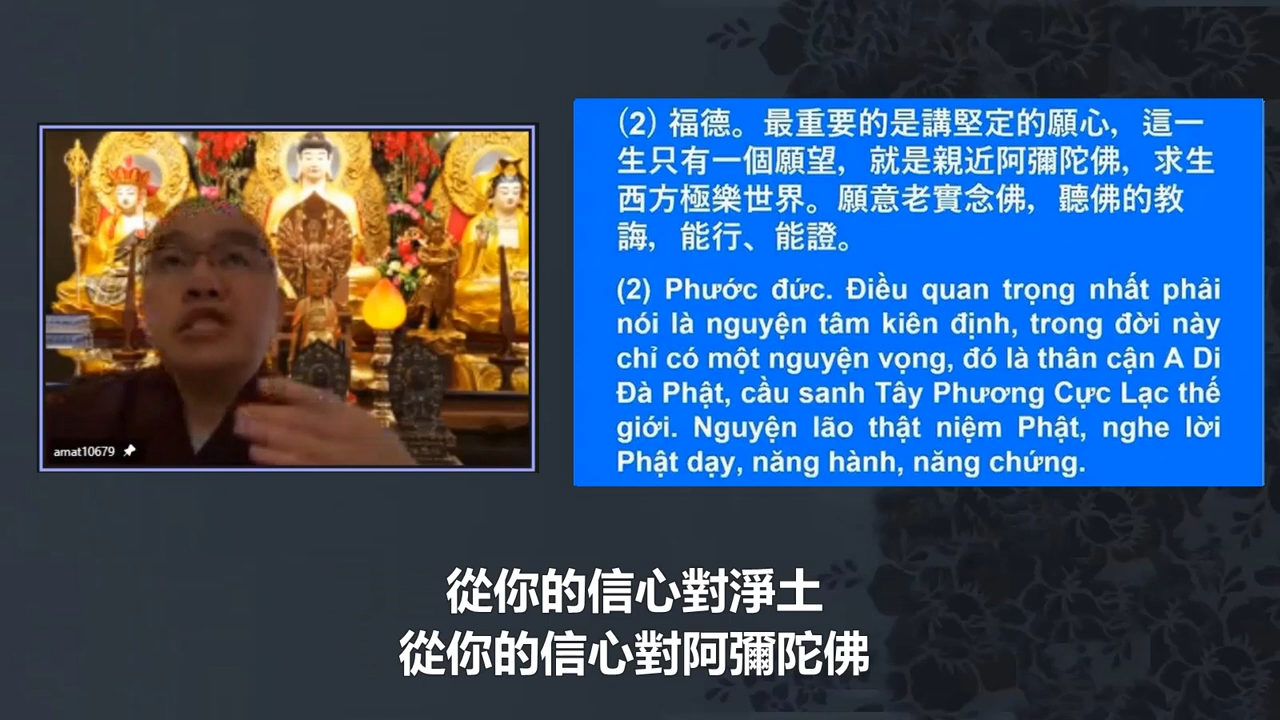 (2) 福德。最重要的是講堅定的願心，這一
生只有一個願望，就是親近阿彌陀佛，求生
西方極樂世界。願意老實念佛，聽佛的教
誨，能行、能證。
(2) Phước đức. Điều quan trọng nhất phải
nói là nguyện tâm kiên định, trong đời này
chỉ có một nguyện vọng, đó là thân cận A Di
Đà Phật, cầu sanh Tây Phương Cực Lạc thế
giới. Nguyện lão thật niệm Phật, nghe lời
Phật dạy, năng hành, năng chứng.
amat10679
從你的信心對淨土
從你的信心對阿彌陀佛